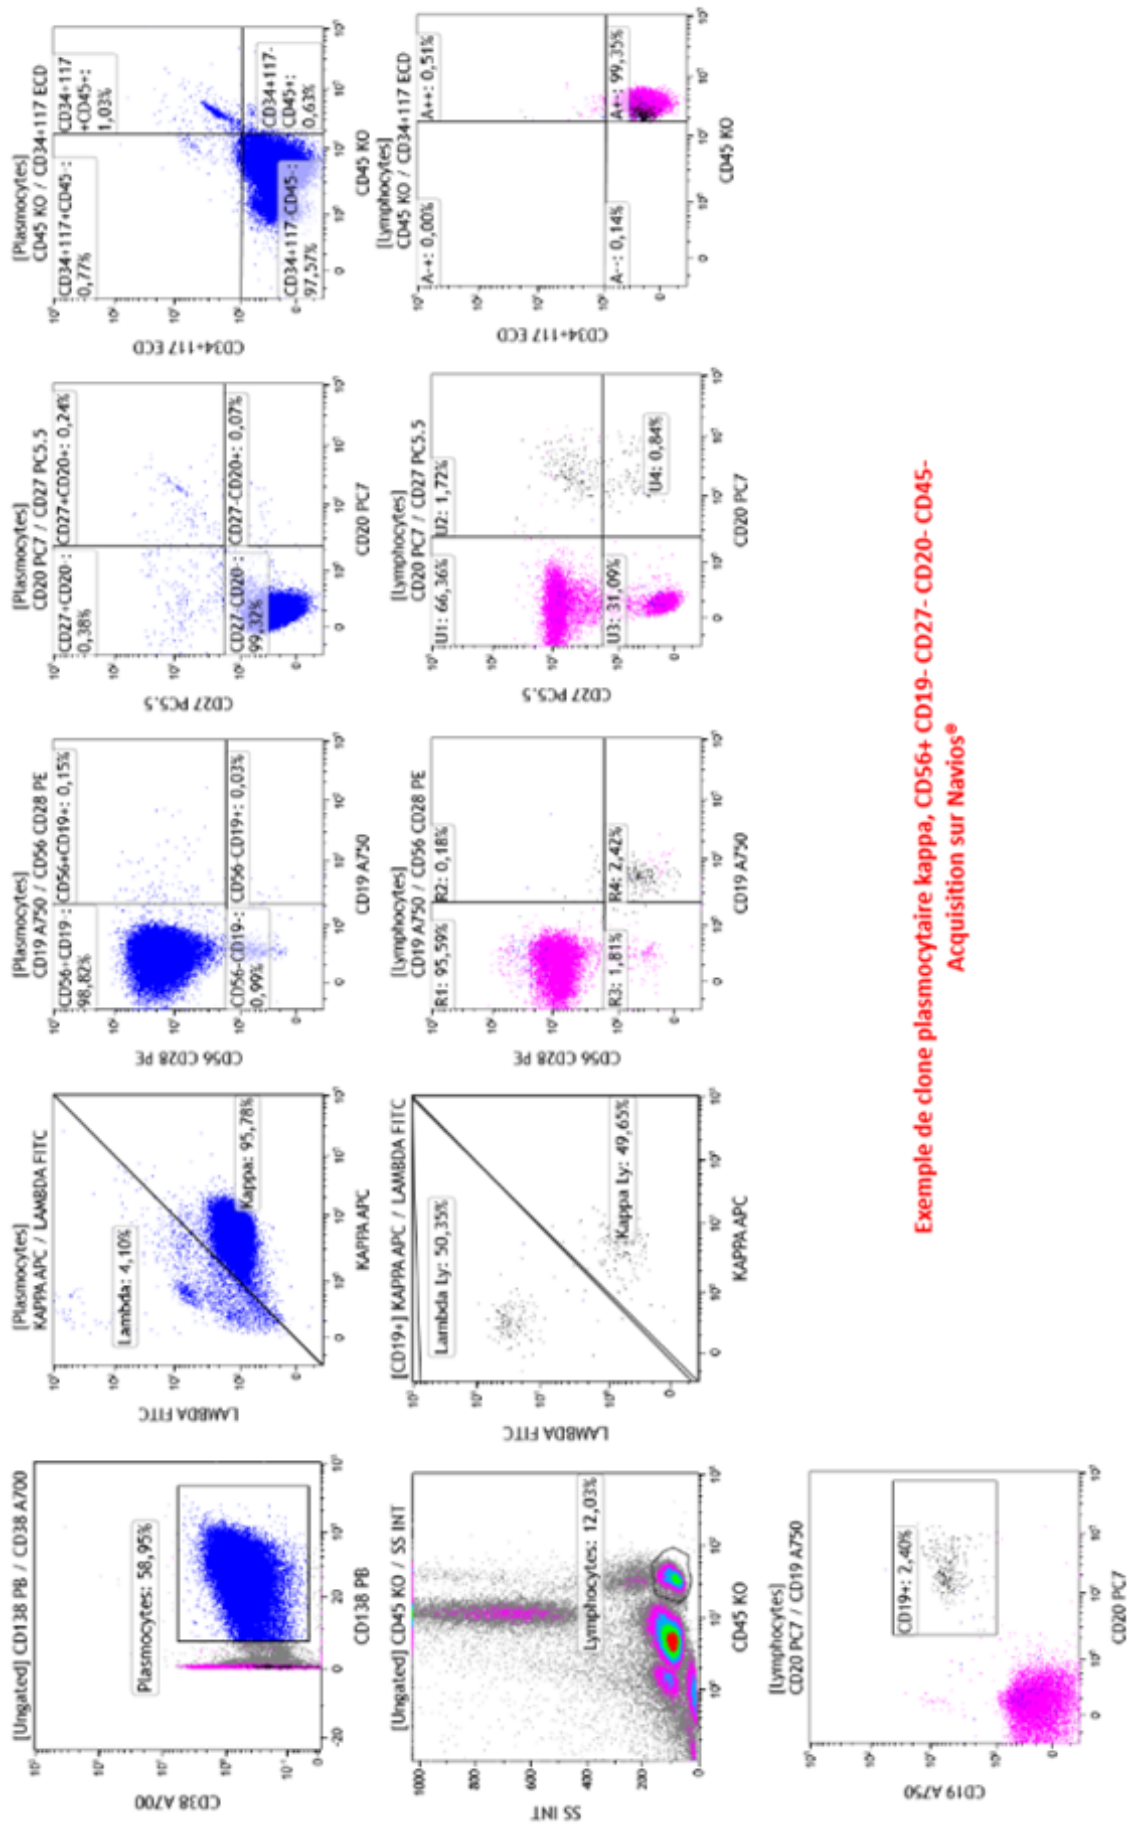 [Ungated] CD138 PB / CD38 A700
Plasmocytes: 58,95%
CD38 A700
CD138 PB
-20
0
20
[Plasmocytes]
KAPPA APC / LAMBDA FITC
Lambda: 4,10%
Kappa: 95,78%
LAMBDA FITC
KAPPA APC
[Plasmocytes]
CD19 A750 / CD56 CD28 PE
CD56+CD19-:
98,82%
CD56+CD19+: 0,15%
CD56-CD19-:
0,99%
CD56-CD19+: 0,03%
CD56 CD28 PE
CD19 A750
[Plasmocytes]
CD20 PC7 / CD27 PC5.5
CD27+CD20-:
0,38%
CD27+CD20+: 0,24%
CD27-CD20-:
99,32%
CD27-CD20+: 0,07%
CD27 PC5.5
CD20 PC7
[Plasmocytes]
CD45 KO / CD34+117 ECD
CD34+117+CD45-:
0,77%
CD34+117
+CD45+:
1,03%
CD34+117-CD45-:
97,57%
CD34+117-
CD45+:
0,63%
CD34+117 ECD
CD45 KO
[Ungated] CD45 KO / SS INT
Lymphocytes: 12,03%
1000
800
600
400
200
0
SS INT
CD45 KO
[CD19+] KAPPA APC / LAMBDA FITC
Lambda Ly: 50,35%
Kappa Ly: 49,65%
LAMBDA FITC
KAPPA APC
[Lymphocytes]
CD19 A750 / CD56 CD28 PE
R1: 95,59%
R2: 0,18%
R3: 1,81%
R4: 2,42%
CD56 CD28 PE
CD19 A750
[Lymphocytes]
CD20 PC7 / CD27 PC5.5
U1: 66,36%
U2: 1,72%
U3: 31,09%
U4: 0,84%
CD27 PC5.5
CD20 PC7
[Lymphocytes]
CD45 KO / CD34+117 ECD
A-+: 0,00%
A++: 0,51%
A--: 0,14%
A+-: 99,35%
CD34+117 ECD
CD45 KO
[Lymphocytes]
CD20 PC7 / CD19 A750
CD19+: 2,40%
CD19 A750
CD20 PC7
Exemple de clone plasmocytaire kappa, CD56+ CD19- CD27- CD20- CD45-
Acquisition sur Navios®